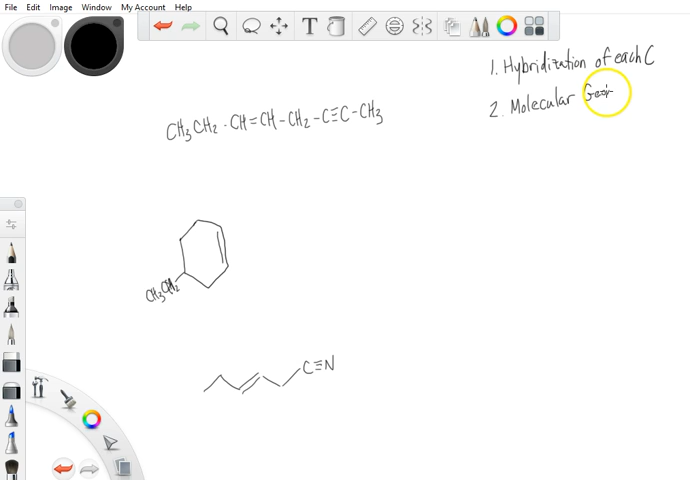 File Edit Image Window My Account Help
T
1. Hybridization of each C
2. Molecular
CH3CH2-CH=CH-CH2-C≡C-CH3
CH3CH2
C≡N